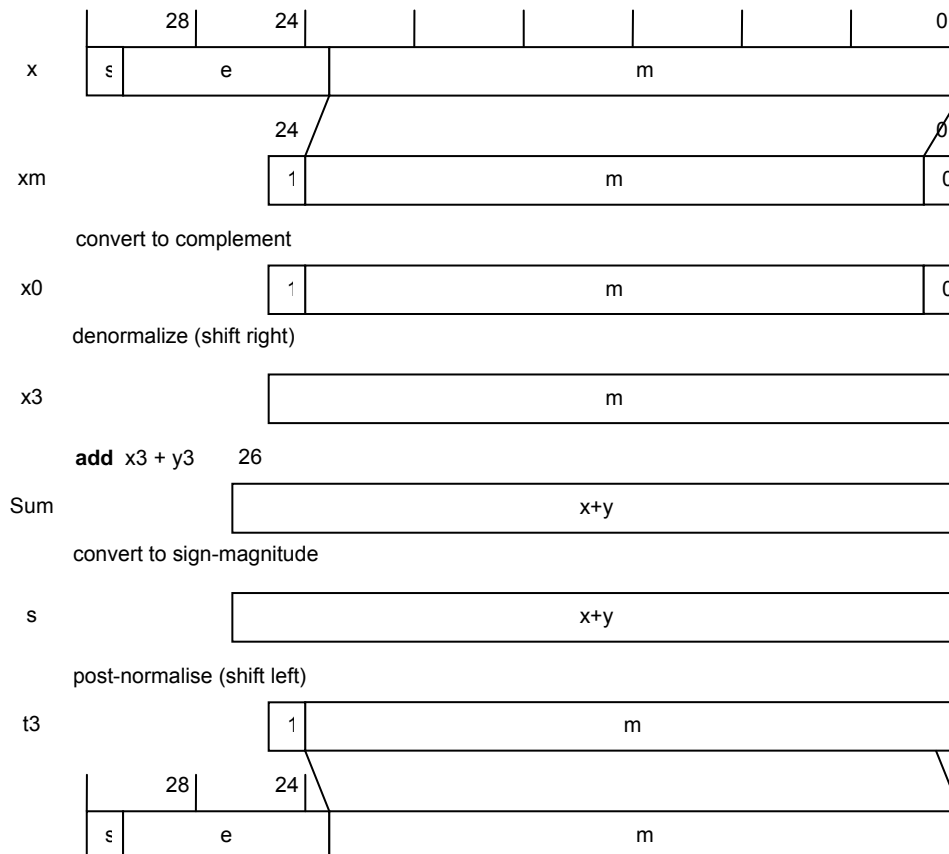 28 24 0
x s e m
24 0
xm 1 m 0
convert to complement
x0 1 m 0
denormalize (shift right)
x3 m
add x3 + y3 26
Sum x+y
convert to sign-magnitude
s x+y
post-normalise (shift left)
t3 1 m
28 24
s e m